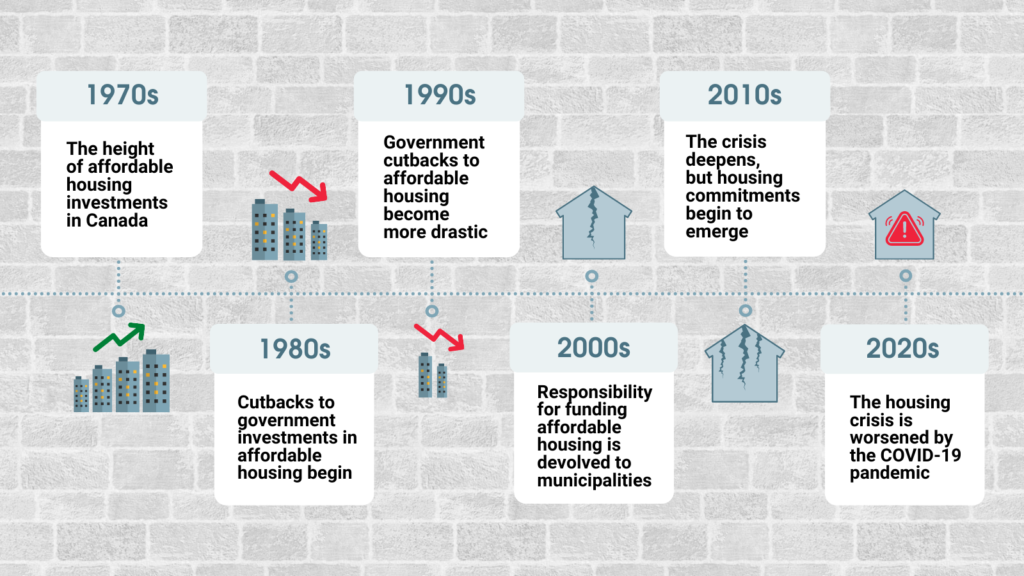 1970s
The height
of affordable
housing
investments
in Canada
1980s
Cutbacks to
government
investments in
affordable
housing begin
1990s
Government
cutbacks to
affordable
housing
become
more drastic
2000s
Responsibility
for funding
affordable
housing is
devolved to
municipalities
2010s
The crisis
deepens,
but housing
commitments
begin to
emerge
2020s
The housing
crisis is
worsened by
the COVID-19
pandemic